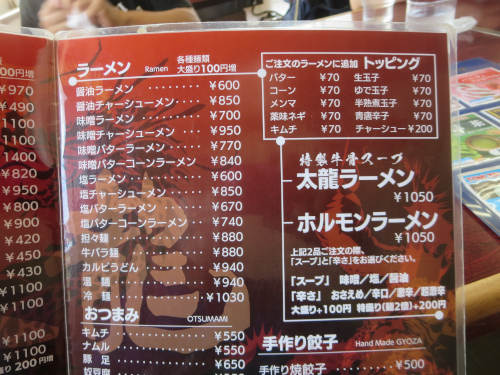 00円増
¥970
¥490
1100
¥900
1100
1400
¥820
¥950
¥800
¥900
¥420
¥450
¥430
¥1100
¥1100
ラーメン Ramen 各種麺類 大盛り100円増
醤油ラーメン ¥600
醤油チャーシューメン ¥850
味噌ラーメン ¥700
味噌チャーシューメン ¥950
味噌バターラーメン ¥770
味噌バターコーンラーメン ¥840
塩ラーメン ¥600
塩チャーシューメン ¥850
塩バターラーメン ¥670
塩バターコーンラーメン ¥740
担々麺 ¥880
牛バラ麺 ¥880
カルビうどん ¥940
温麺 ¥940
冷麺 ¥1030
おつまみ OTSUMAMI
キムチ ¥550
ナムル ¥550
豚足 ¥650
奴豆腐
ご注文のラーメンに追加 トッピング
バター ¥70 生玉子 ¥70
コーン ¥70 ゆで玉子 ¥70
メンマ ¥70 半熟煮玉子 ¥70
薬味ネギ ¥70 青唐辛子 ¥70
キムチ ¥70 チャーシュー ¥200
特製牛骨スープ
太龍ラーメン
¥1050
ホルモンラーメン
¥1050
上記2品ご注文の際、
「スープ」と「辛さ」をお選びください。
「スープ」 味噌／塩／醤油
「辛さ」 おさえめ／辛口／激辛／超激辛
大盛り+100円 特盛り(麺2倍)+200円
手作り餃子 Hand Made GYOZA
手作り焼餃子 ¥500